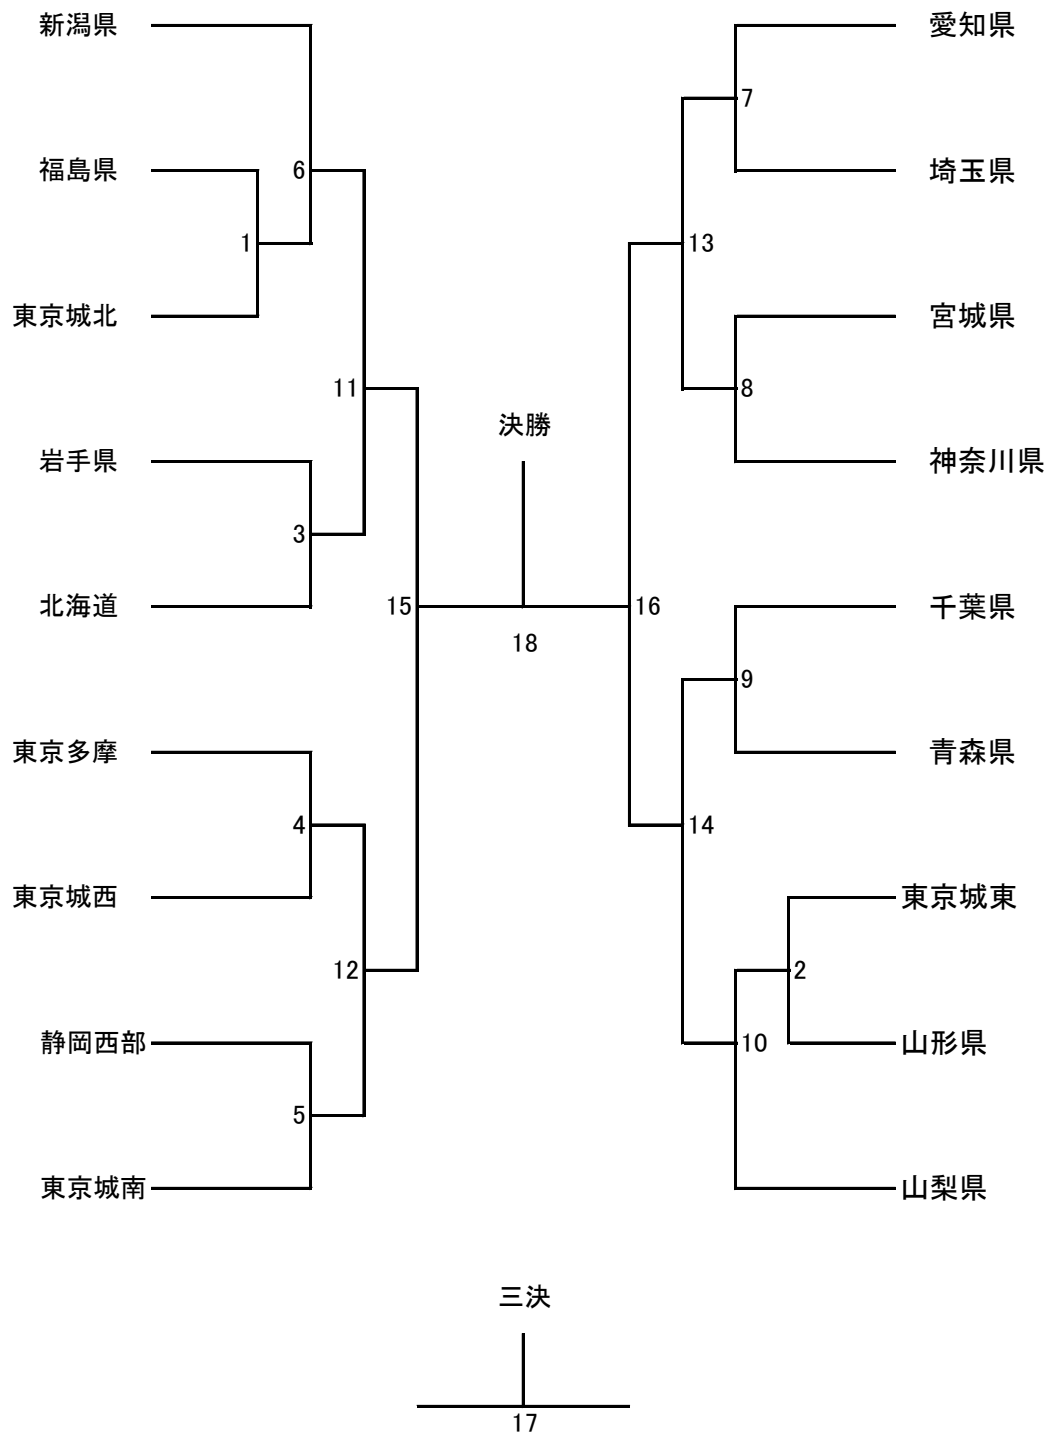 新潟県
愛知県
7
福島県
6
埼玉県
1
13
東京城北
宮城県
11
8
決勝
岩手県
神奈川県
3
北海道
15
16
千葉県
18
9
東京多摩
青森県
4
14
東京城西
東京城東
12
2
静岡西部
10
山形県
5
東京城南
山梨県
三決
17